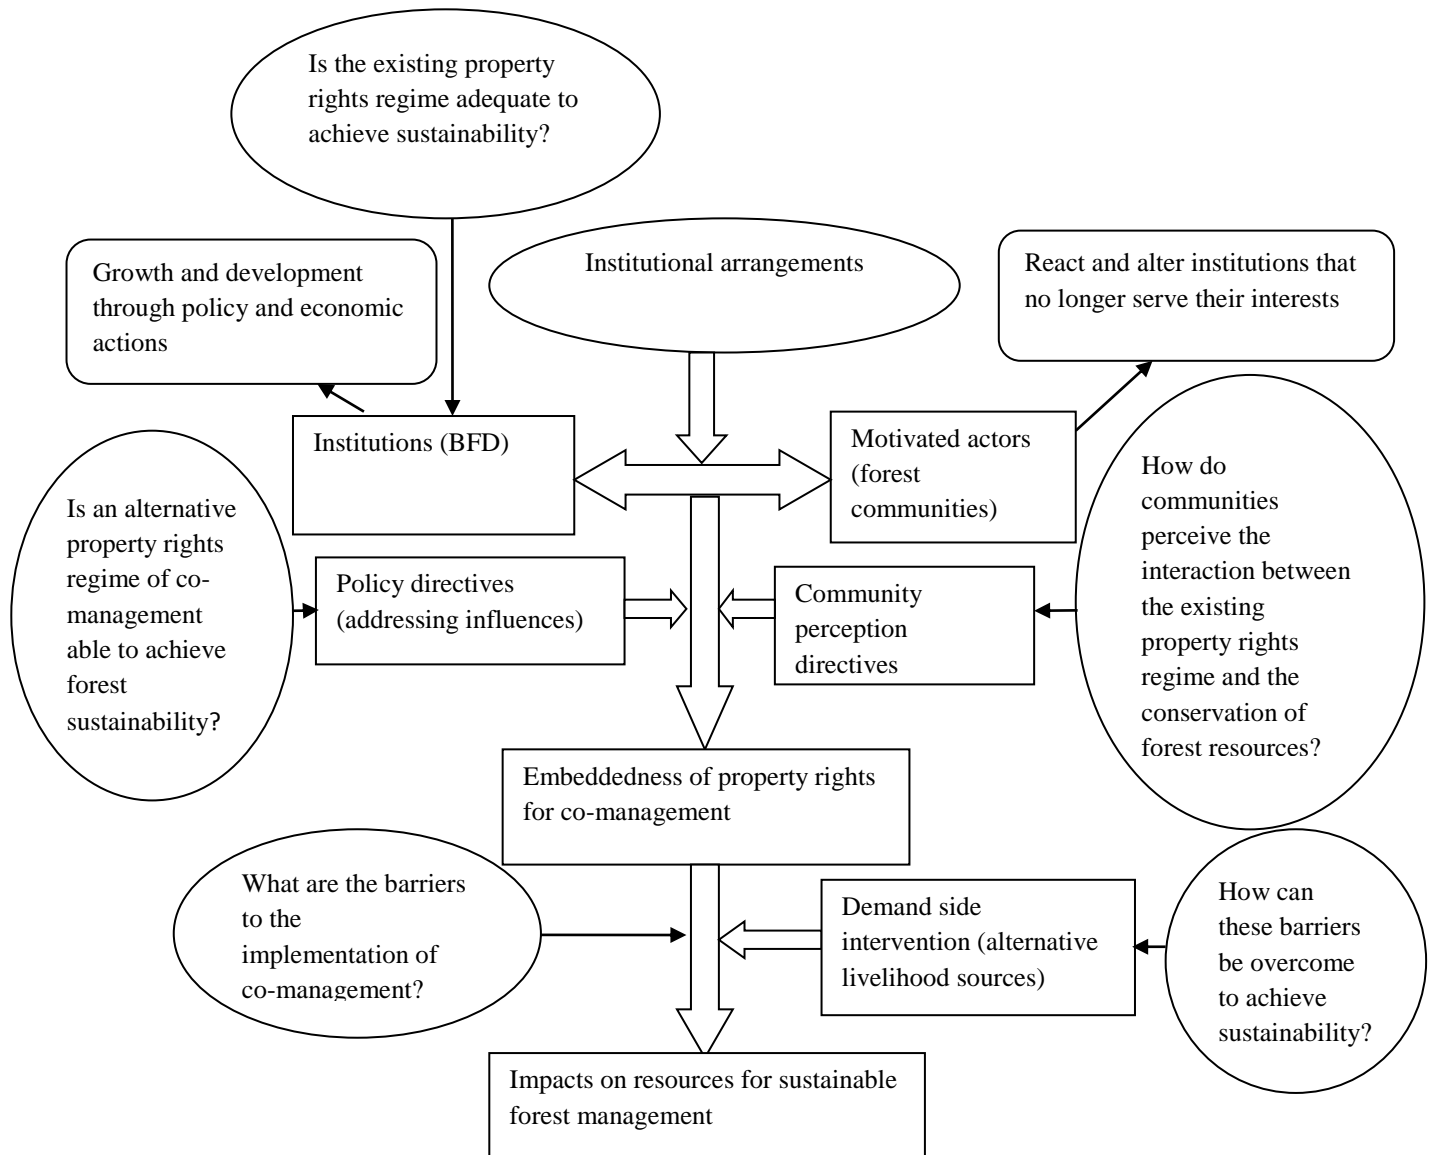 Is the existing property
rights regime adequate to
achieve sustainability?
Growth and development
through policy and economic
actions
Institutional arrangements
React and alter institutions that
no longer serve their interests
Institutions (BFD)
Motivated actors
(forest
communities)
Is an alternative
property rights
regime of co-
management
able to achieve
forest
sustainability?
Policy directives
(addressing influences)
Community
perception
directives
How do
communities
perceive the
interaction between
the existing
property rights
regime and the
conservation of
forest resources?
Embeddedness of property rights
for co-management
What are the barriers
to the
implementation of
co-management?
Demand side
intervention (alternative
livelihood sources)
How can
these barriers
be overcome
to achieve
sustainability?
Impacts on resources for sustainable
forest management